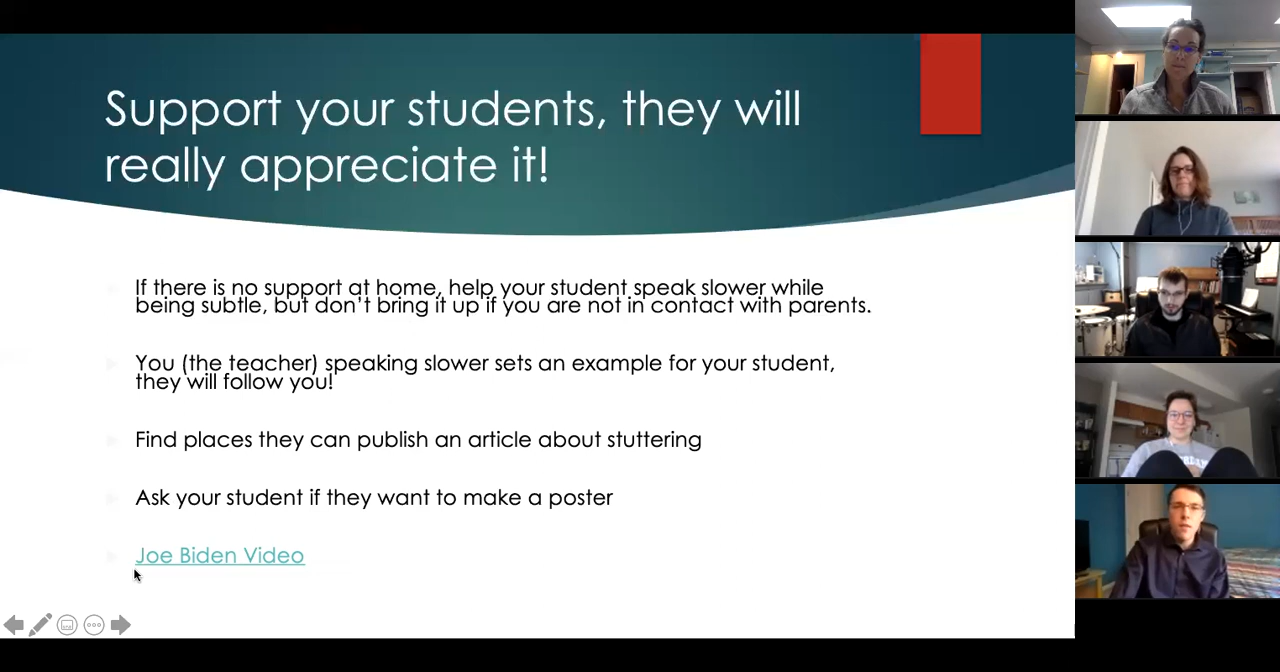 Support your students, they will
really appreciate it!
If there is no support at home, help your student speak slower while
being subtle, but don't bring it up if you are not in contact with parents.
You (the teacher) speaking slower sets an example for your student,
they will follow you!
Find places they can publish an article about stuttering
Ask your student if they want to make a poster
Joe Biden Video